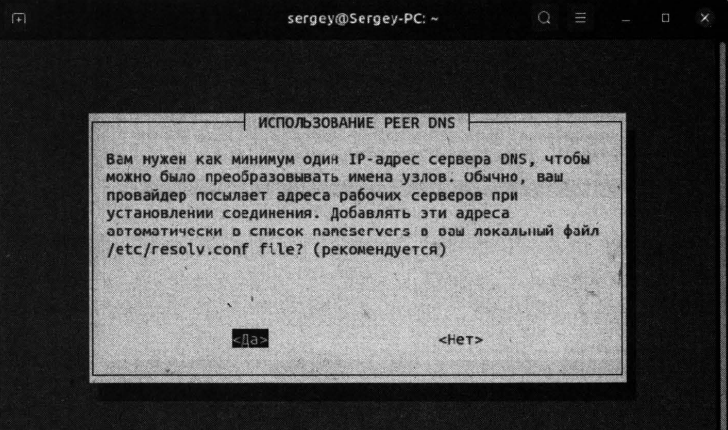 sergey@Sergey-PC: ~
ИСПОЛЬЗОВАНИЕ PEER DNS
Вам нужен как минимум один IP-адрес сервера DNS, чтобы
можно было преобразовывать имена узлов. Обычно, ваш
провайдер посылает адреса рабочих серверов при
установлении соединения. Добавлять эти адреса
автоматически в список nameservers в ваш локальный файл
/etc/resolv.conf file? (рекомендуется)
<Да> <Нет>